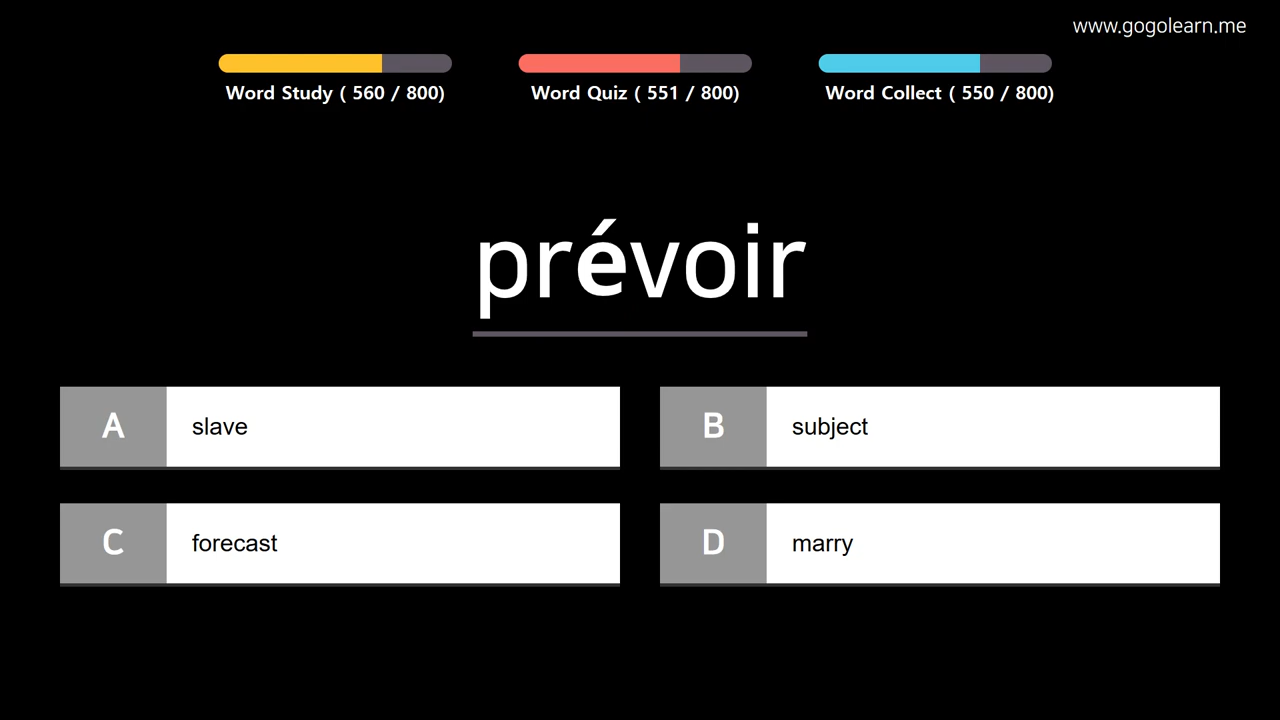 www.gogolearn.me
Word Study ( 560 / 800)
Word Quiz ( 551 / 800)
Word Collect ( 550 / 800)
prévoir
A slave
B subject
C forecast
D marry